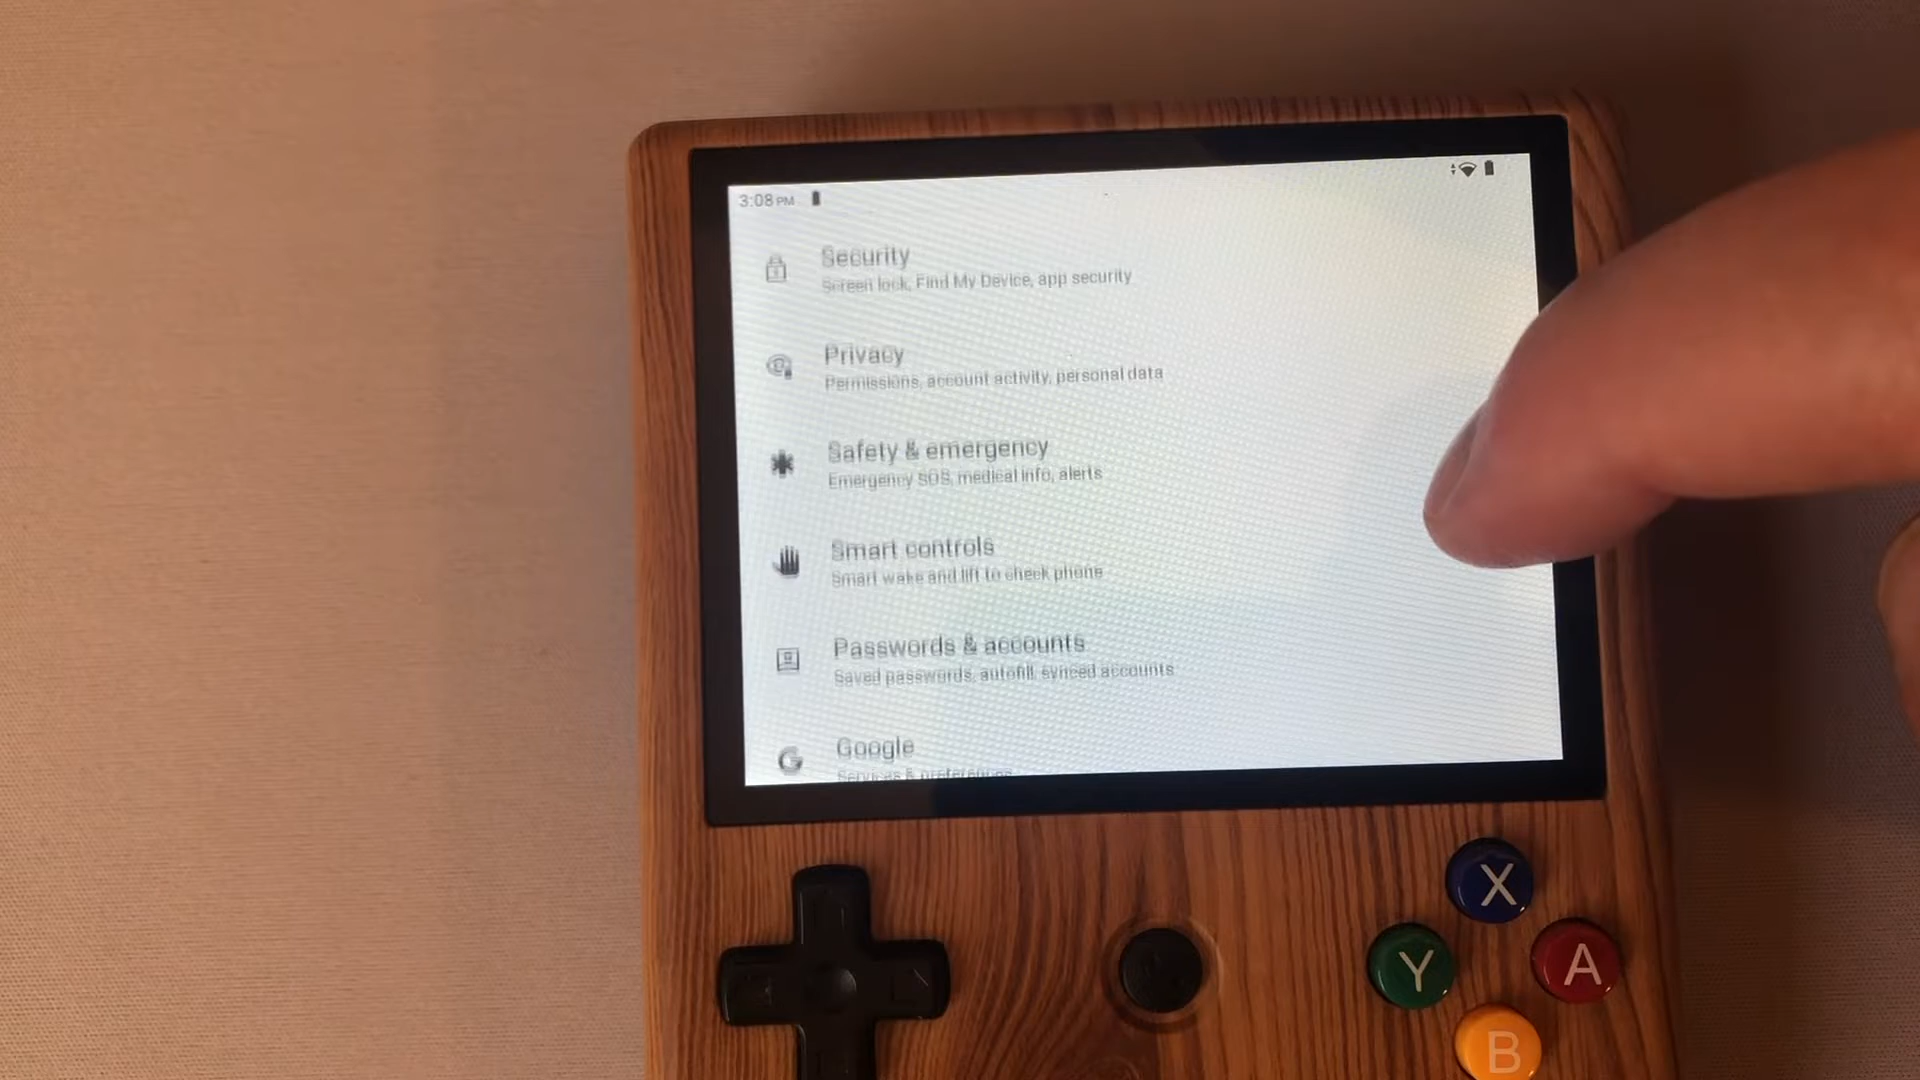 3:08 PM
Security
Screen lock, Find My Device, app security
Privacy
Permissions, account activity, personal data
Safety & emergency
Emergency SOS, medical info, alerts
Smart controls
Smart wake and lift to check phone
Passwords & accounts
Saved passwords, autofill, synced accounts
Google
Services & preferences
X
Y
A
B